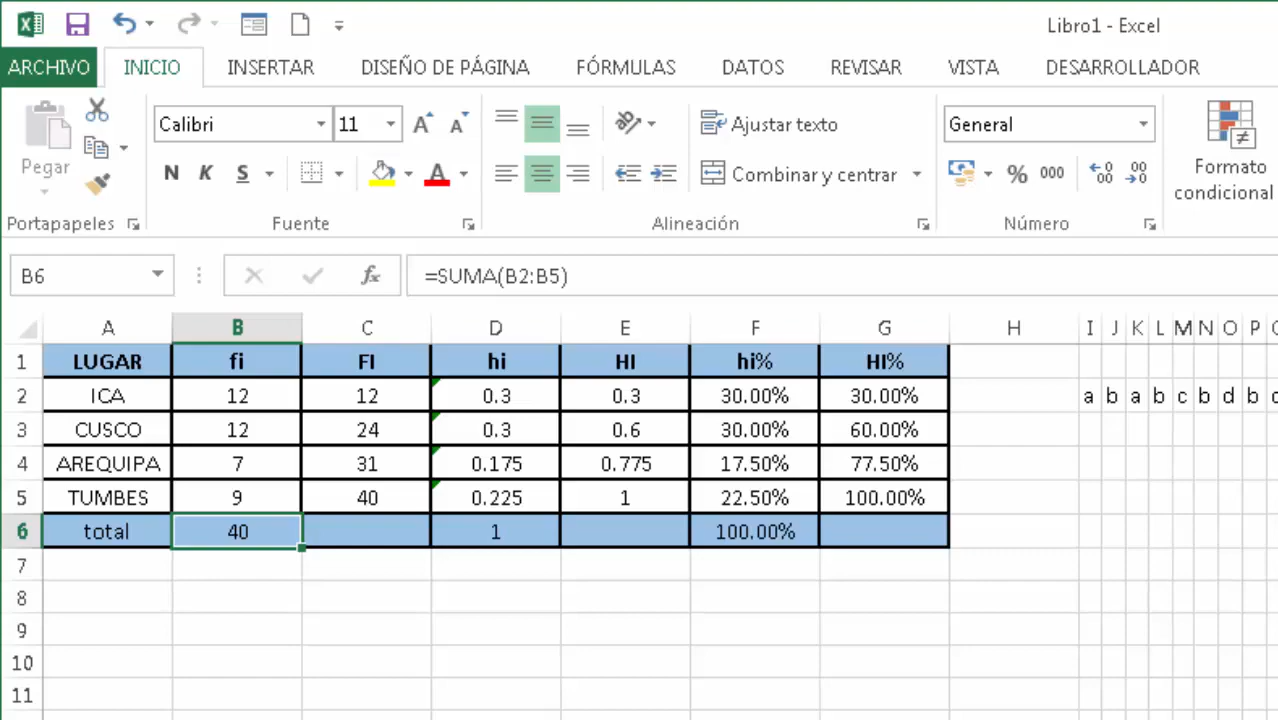 Libro1 - Excel
ARCHIVO INICIO INSERTAR DISEÑO DE PÁGINA FÓRMULAS DATOS REVISAR VISTA DESARROLLADOR
Pegar
Calibri 11 A A
Ajustar texto
General
N K S A
Combinar y centrar
% 000
Formato
condicional
Portapapeles Fuente Alineación Número
B6 fx =SUMA(B2:B5)
A B C D E F G H I J K L M N O P
1 LUGAR fi FI hi HI hi% HI%
2 ICA 12 12 0.3 0.3 30.00% 30.00% a b a b c b d b
3 CUSCO 12 24 0.3 0.6 30.00% 60.00%
4 AREQUIPA 7 31 0.175 0.775 17.50% 77.50%
5 TUMBES 9 40 0.225 1 22.50% 100.00%
6 total 40 1 100.00%
7
8
9
10
11